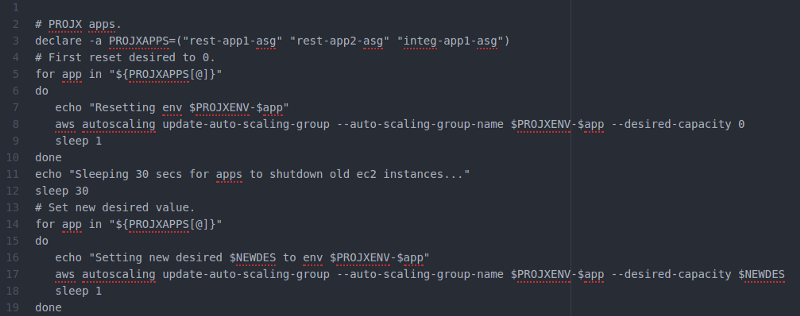 1
2 # PROJX apps.
3 declare -a PROJXAPPS=("rest-app1-asg" "rest-app2-asg" "integ-app1-asg")
4 # First reset desired to 0.
5 for app in "${PROJXAPPS[@]}"
6 do
7    echo "Resetting env $PROJXENV-$app"
8    aws autoscaling update-auto-scaling-group --auto-scaling-group-name $PROJXENV-$app --desired-capacity 0
9    sleep 1
10 done
11 echo "Sleeping 30 secs for apps to shutdown old ec2 instances..."
12 sleep 30
13 # Set new desired value.
14 for app in "${PROJXAPPS[@]}"
15 do
16    echo "Setting new desired $NEWDES to env $PROJXENV-$app"
17    aws autoscaling update-auto-scaling-group --auto-scaling-group-name $PROJXENV-$app --desired-capacity $NEWDES
18    sleep 1
19 done